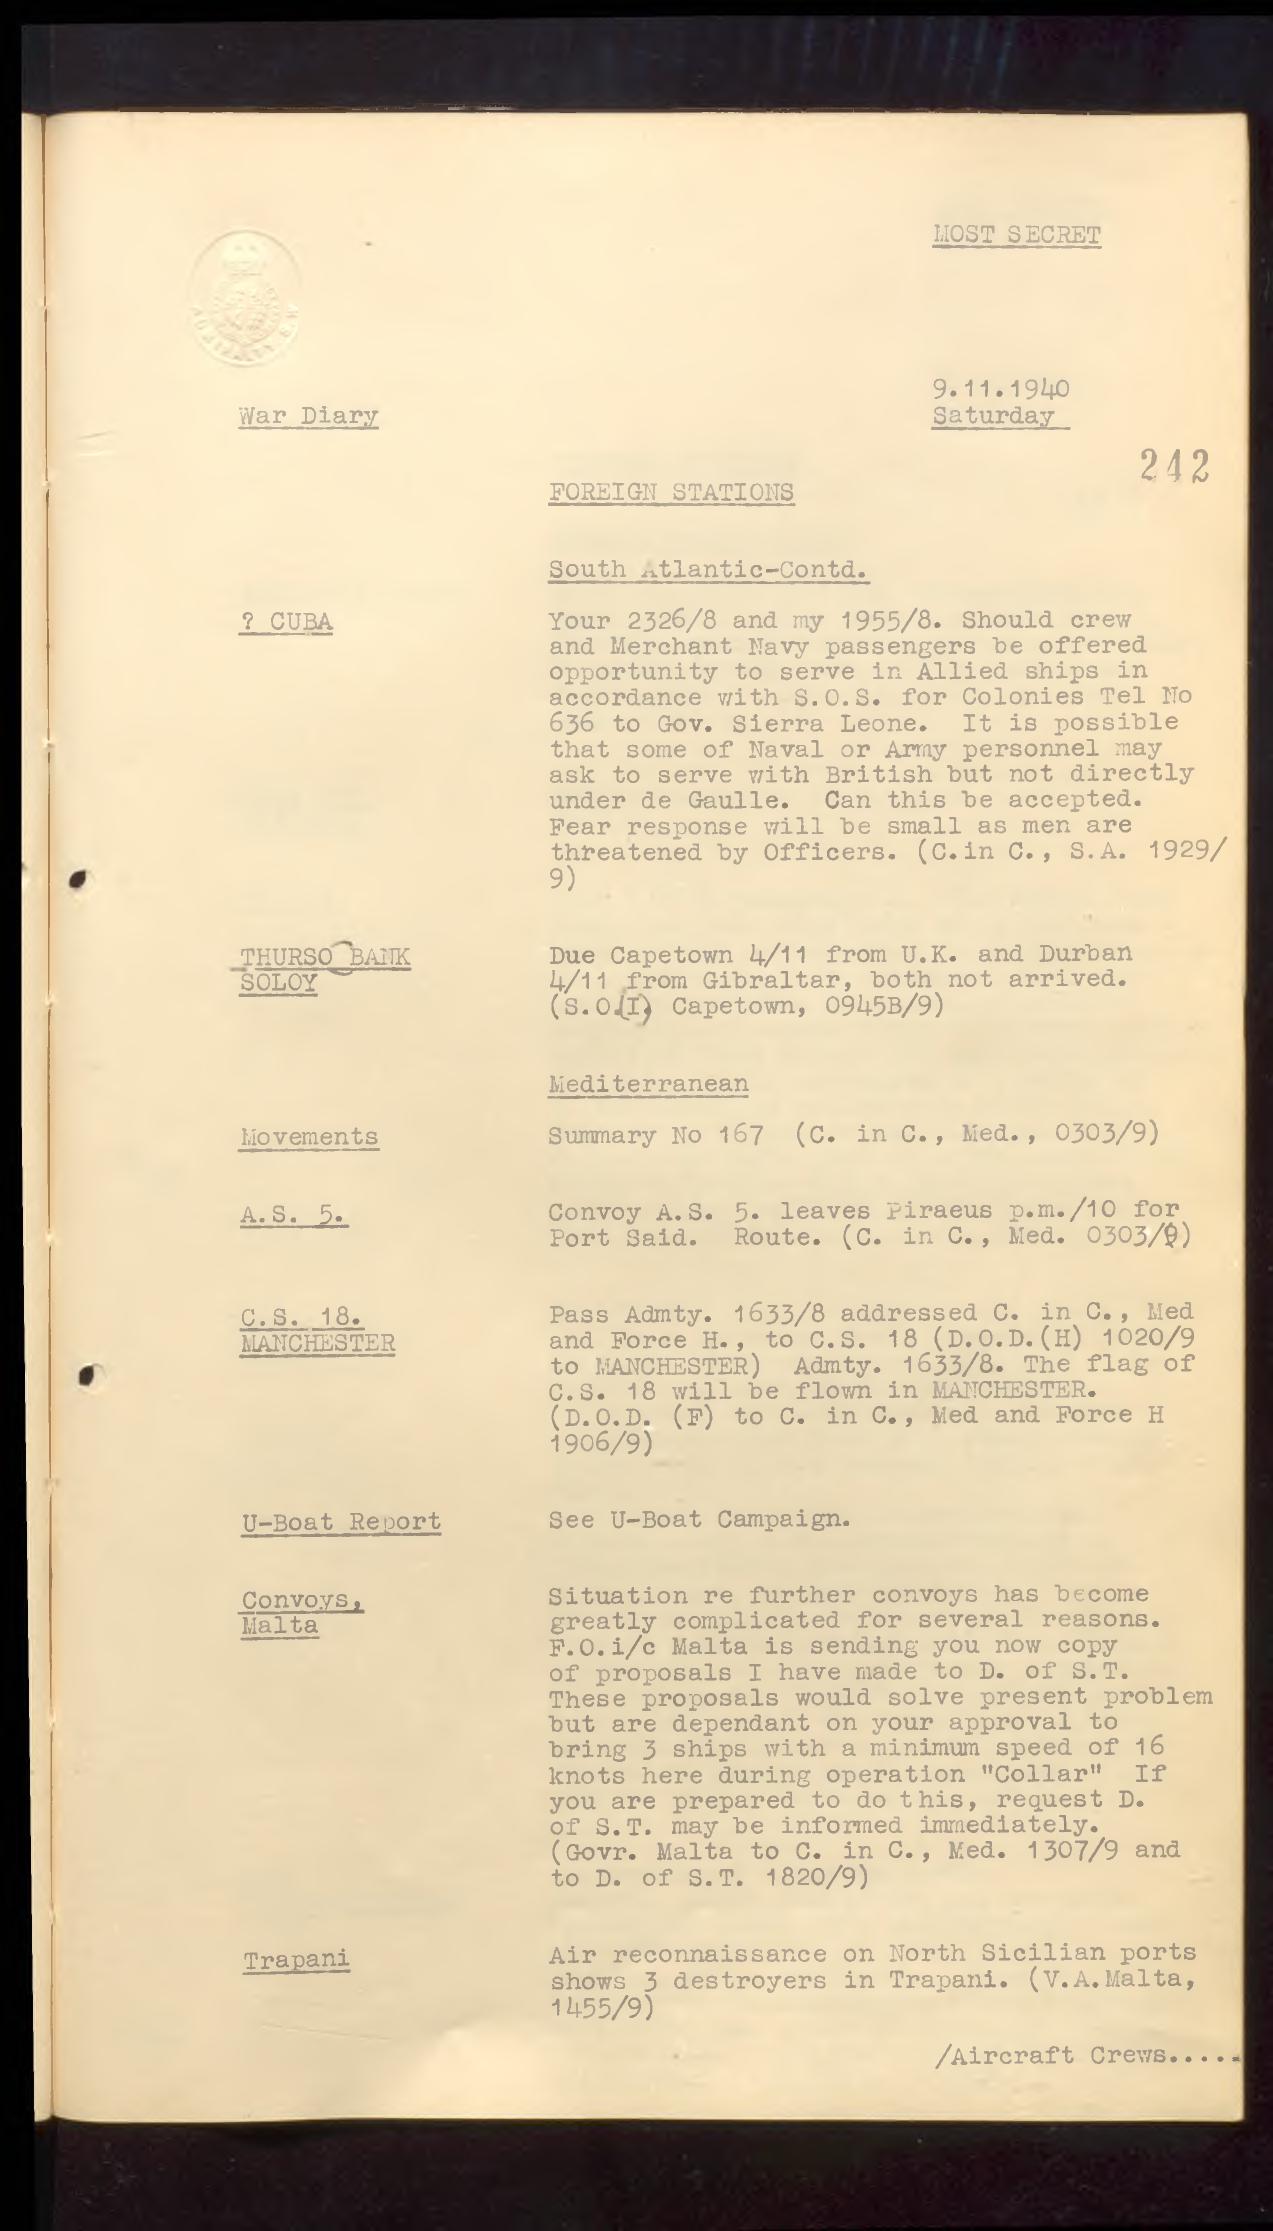 MOST SECRET
9.11.1940
War Diary
Saturday
242
FOREIGN STATIONS
South Atlantic-Contd.
? CUBA
Your 2326/8 and my 1955/8. Should crew
and Merchant Navy passengers be offered
opportunity to serve in Allied ships in
accordance with S.O.S. for Colonies Tel No
636 to Gov. Sierra Leone. It is possible
that some of Naval or Army personnel may
ask to serve with British but not directly
under de Gaulle. Can this be accepted.
Fear response will be small as men are
threatened by Officers. (C.in C., S.A. 1929/
9)
THURSO BANK
SOLOY
Due Capetown 4/11 from U.K. and Durban
4/11 from Gibraltar, both not arrived.
(S.O.(I) Capetown, 0945B/9)
Mediterranean
Movements
Summary No 167 (C. in C., Med., 0303/9)
A.S. 5.
Convoy A.S. 5. leaves Piraeus p.m./10 for
Port Said. Route. (C. in C., Med. 0303/9)
C.S. 18.
MANCHESTER
Pass Admty. 1633/8 addressed C. in C., Med
and Force H., to C.S. 18 (D.O.D.(H) 1020/9
to MANCHESTER) Admty. 1633/8. The flag of
C.S. 18 will be flown in MANCHESTER.
(D.O.D. (F) to C. in C., Med and Force H
1906/9)
U-Boat Report
See U-Boat Campaign.
Convoys,
Malta
Situation re further convoys has become
greatly complicated for several reasons.
F.O.i/c Malta is sending you now copy
of proposals I have made to D. of S.T.
These proposals would solve present problem
but are dependant on your approval to
bring 3 ships with a minimum speed of 16
knots here during operation "Collar" If
you are prepared to do this, request D.
of S.T. may be informed immediately.
(Govr. Malta to C. in C., Med. 1307/9 and
to D. of S.T. 1820/9)
Trapani
Air reconnaissance on North Sicilian ports
shows 3 destroyers in Trapani. (V.A.Malta,
1455/9)
/Aircraft Crews.....